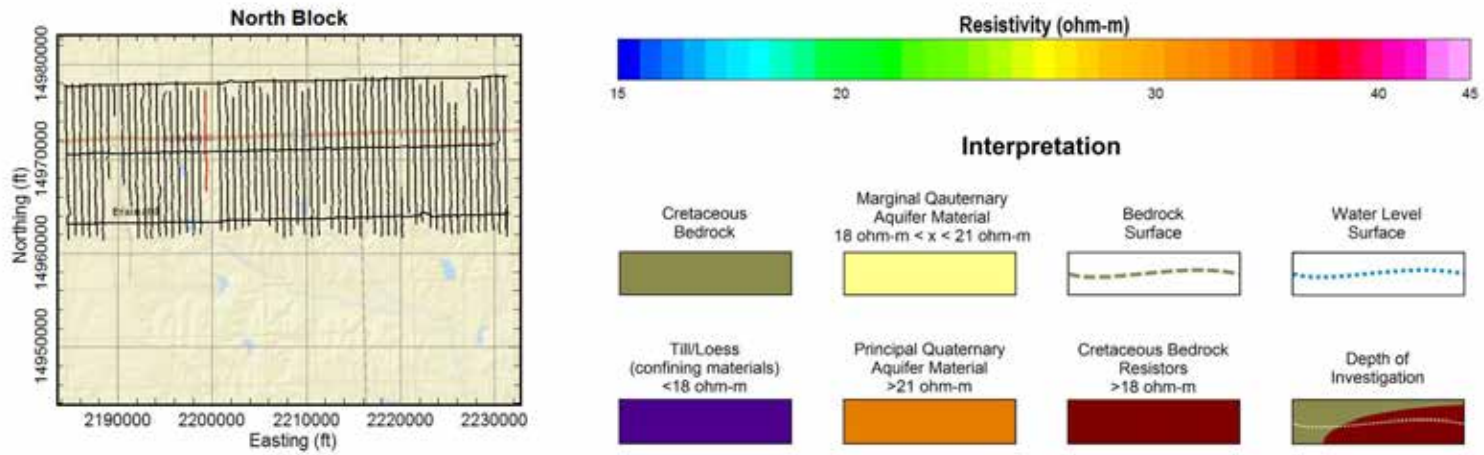 North Block
14980000
14970000
14960000
14950000
Northing (ft)
2190000 2200000 2210000 2220000 2230000
Easting (ft)
Resistivity (ohm-m)
15 20 30 40 45
Interpretation
Cretaceous
Bedrock
Marginal Qauternary
Aquifer Material
18 ohm-m < x < 21 ohm-m
Bedrock
Surface
Water Level
Surface
Till/Loess
(confining materials)
<18 ohm-m
Principal Quaternary
Aquifer Material
>21 ohm-m
Cretaceous Bedrock
Resistors
>18 ohm-m
Depth of
Investigation